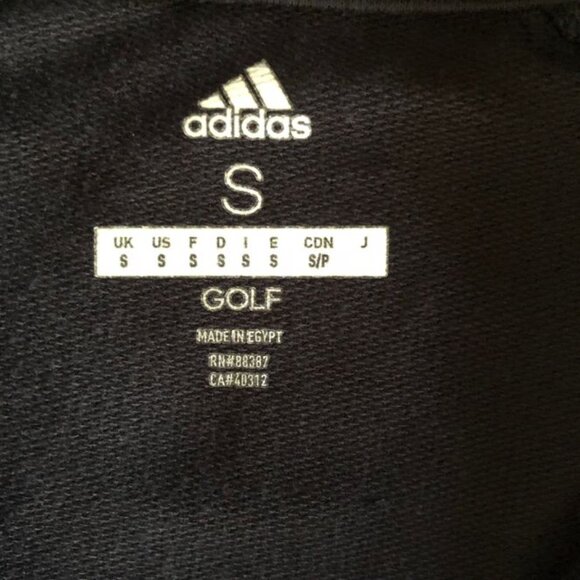 adidas
S
UK US F D I E CDN J
S S S S S S S/P
GOLF
MADE IN EGYPT
RN#88387
CA#40312